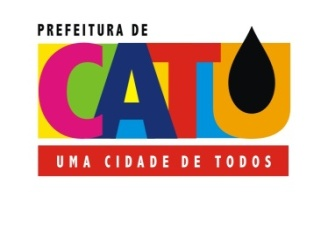 PREFEITURA DE
CATU
UMA CIDADE DE TODOS